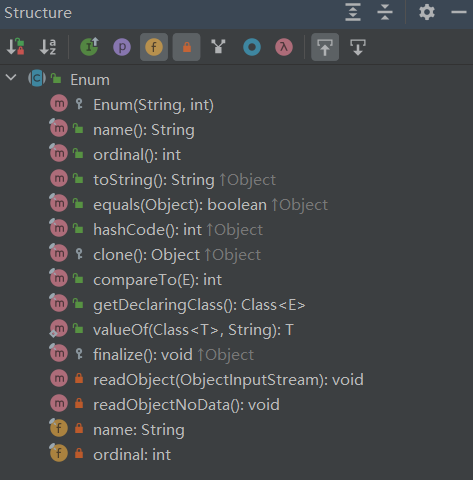 Structure
Enum
Enum(String, int)
name(): String
ordinal(): int
toString(): String ↑Object
equals(Object): boolean ↑Object
hashCode(): int ↑Object
clone(): Object ↑Object
compareTo(E): int
getDeclaringClass(): Class<E>
valueOf(Class<T>, String): T
finalize(): void ↑Object
readObject(ObjectInputStream): void
readObjectNoData(): void
name: String
ordinal: int